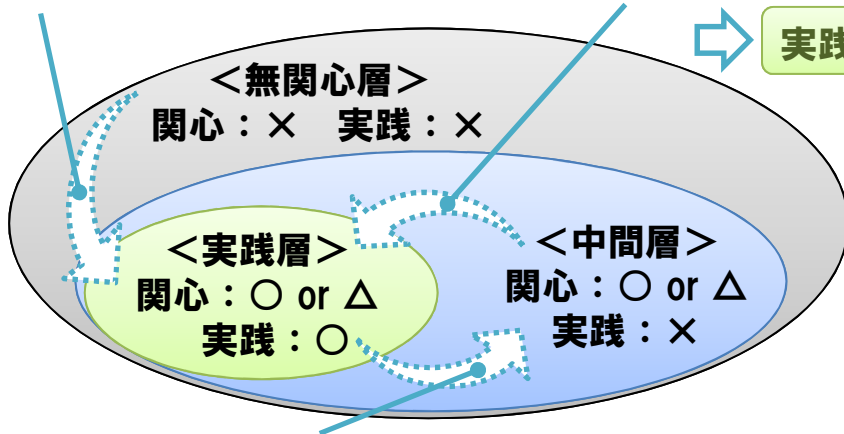 実践
＜無関心層＞
関心：× 実践：×
＜実践層＞
関心：○ or △
実践：○
＜中間層＞
関心：○ or △
実践：×